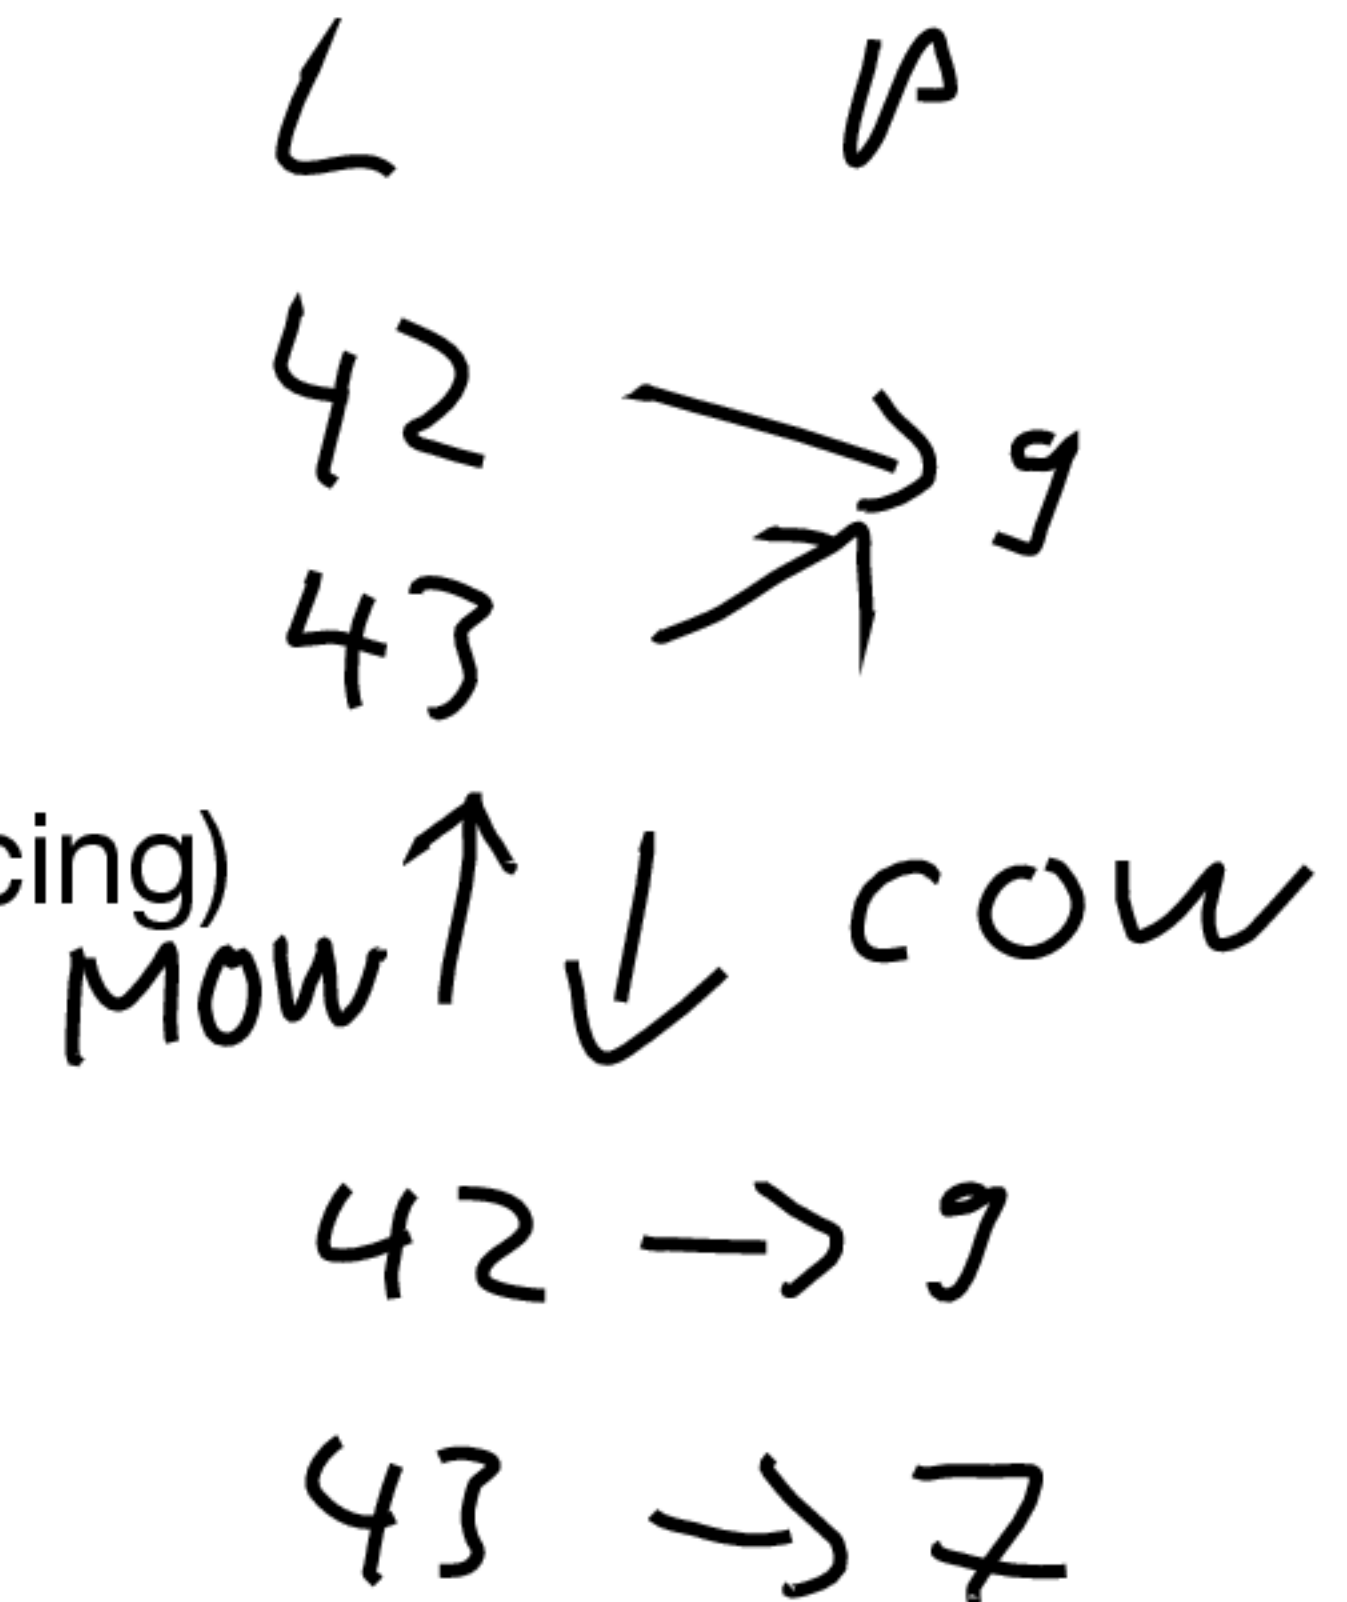 L P
42 → 9
43 ↗
cing)
MOW ↑ ↓ COW
42 → 9
43 → 7